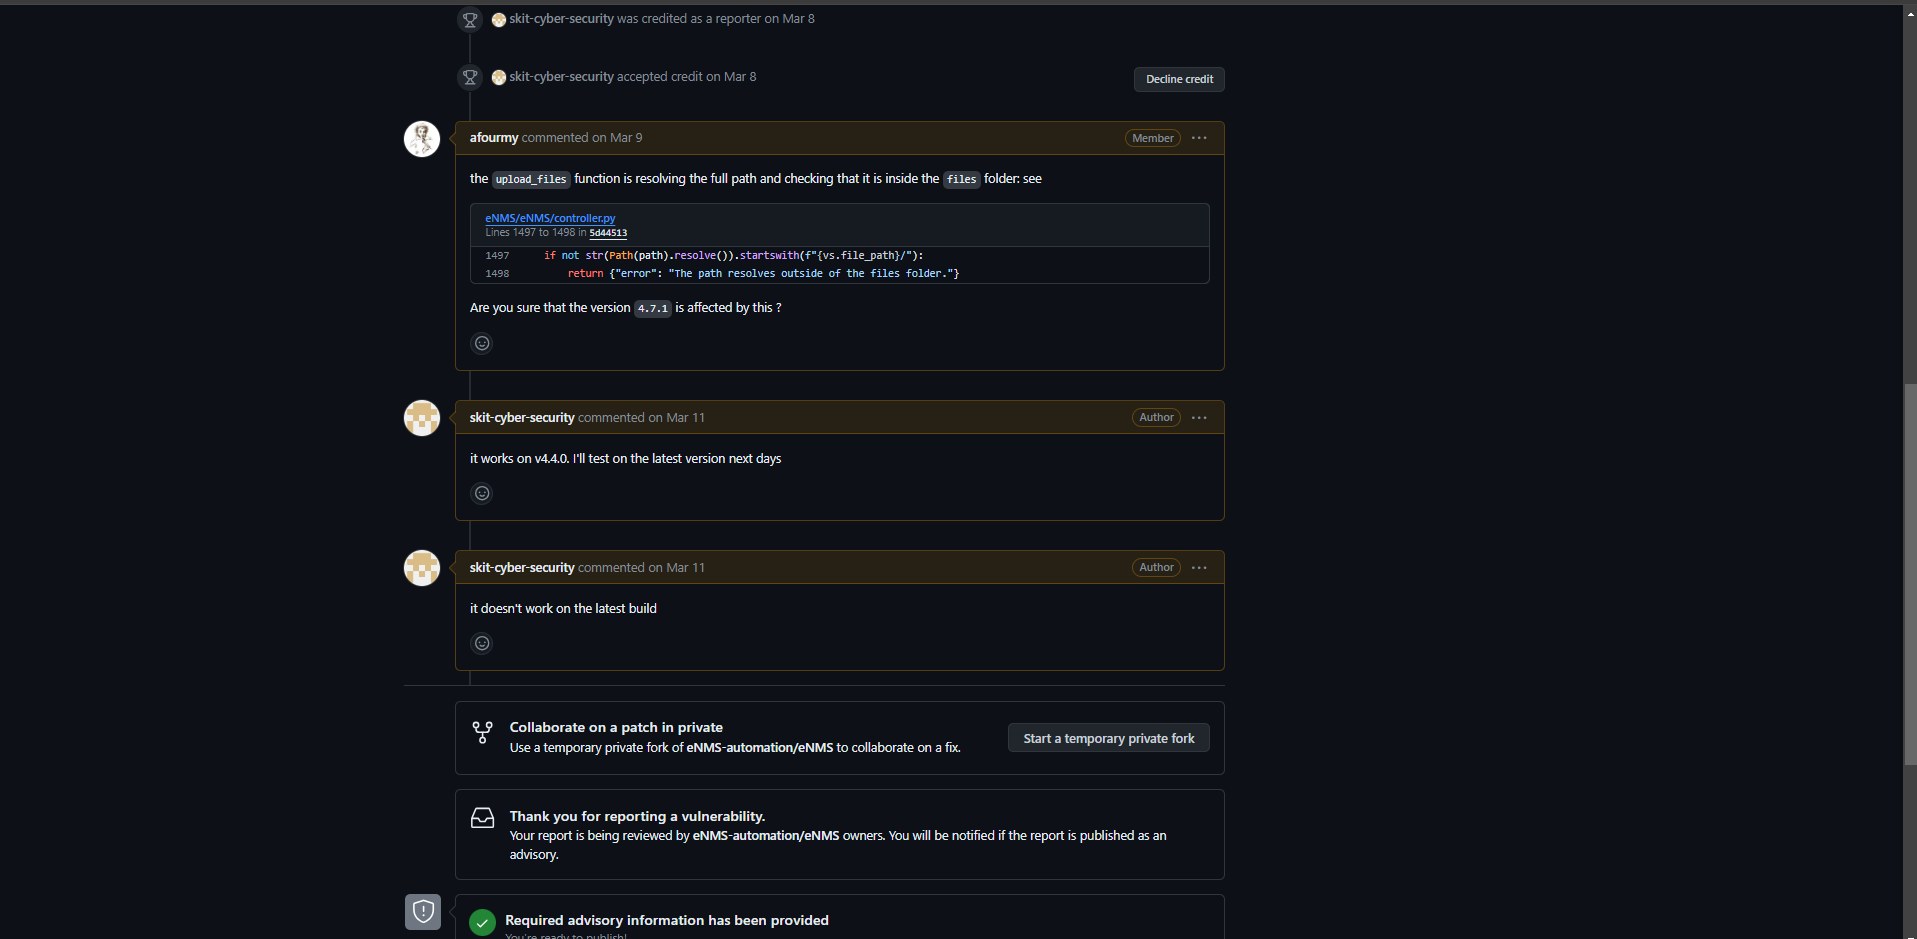 skit-cyber-security was credited as a reporter on Mar 8
skit-cyber-security accepted credit on Mar 8
Decline credit
afourmy commented on Mar 9
Member
the upload_files function is resolving the full path and checking that it is inside the files folder: see
eNMS/eNMS/controller.py
Lines 1497 to 1498 in 5d44513
1497 if not str(Path(path).resolve()).startswith(f"{vs.file_path}/"):
1498 return {"error": "The path resolves outside of the files folder."}
Are you sure that the version 4.7.1 is affected by this ?
skit-cyber-security commented on Mar 11
Author
it works on v4.4.0. I'll test on the latest version next days
skit-cyber-security commented on Mar 11
Author
it doesn't work on the latest build
Collaborate on a patch in private
Use a temporary private fork of eNMS-automation/eNMS to collaborate on a fix.
Start a temporary private fork
Thank you for reporting a vulnerability.
Your report is being reviewed by eNMS-automation/eNMS owners. You will be notified if the report is published as an
advisory.
Required advisory information has been provided
You're ready to publish!